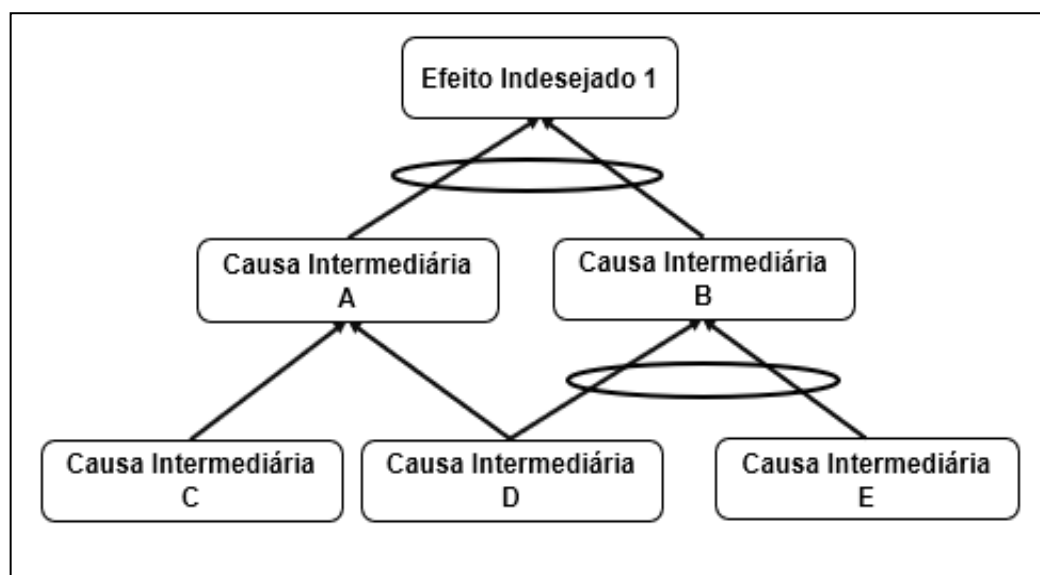 Efeito Indesejado 1
Causa Intermediária
A
Causa Intermediária
B
Causa Intermediária
C
Causa Intermediária
D
Causa Intermediária
E